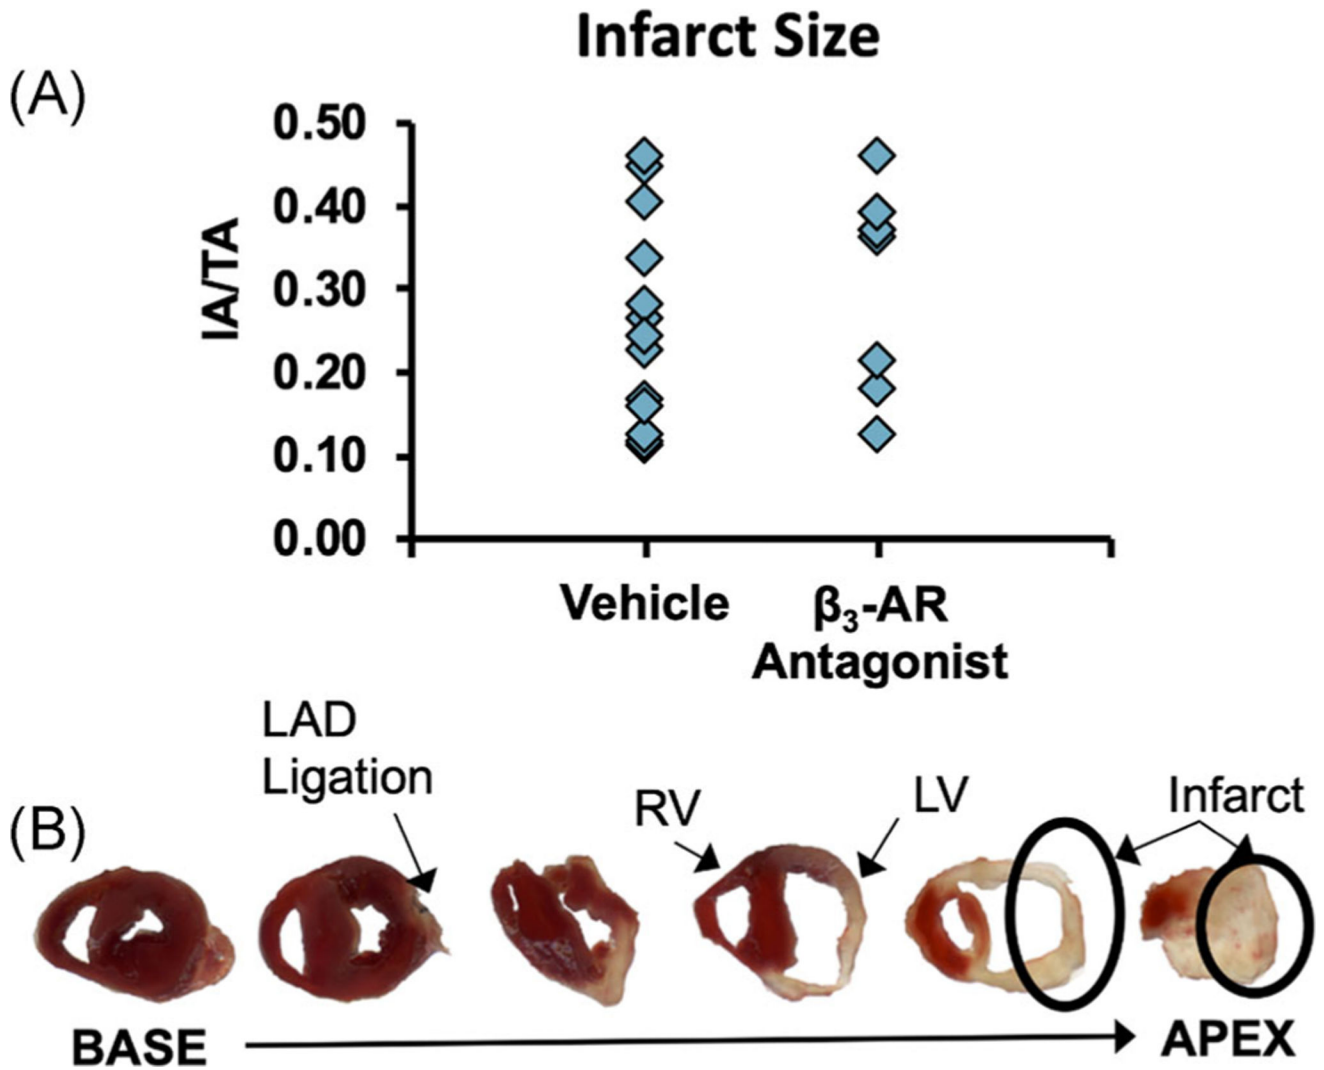 Infarct Size
(A)
0.50
0.40
0.30
0.20
0.10
0.00
IA/TA
Vehicle
β₃-AR
Antagonist
(B)
LAD
Ligation
RV
LV
Infarct
BASE
APEX